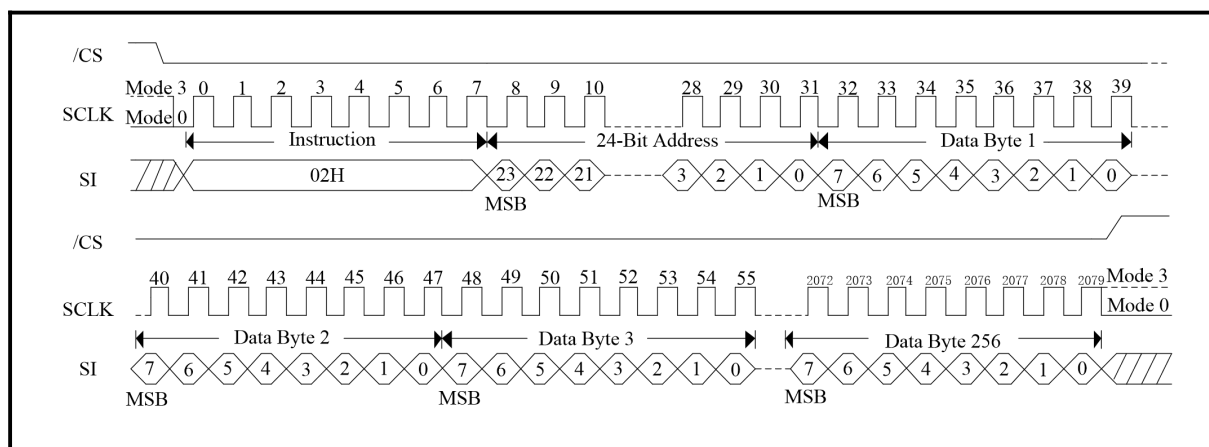 /CS
Mode 3 0 1 2 3 4 5 6 7 8 9 10 28 29 30 31 32 33 34 35 36 37 38 39
SCLK
Mode 0
Instruction 24-Bit Address Data Byte 1
SI 02H 23 22 21 3 2 1 0 7 6 5 4 3 2 1 0
MSB MSB
/CS
40 41 42 43 44 45 46 47 48 49 50 51 52 53 54 55 2072 2073 2074 2075 2076 2077 2078 2079 Mode 3
SCLK Mode 0
Data Byte 2 Data Byte 3 Data Byte 256
SI 7 6 5 4 3 2 1 0 7 6 5 4 3 2 1 0 7 6 5 4 3 2 1 0
MSB MSB MSB